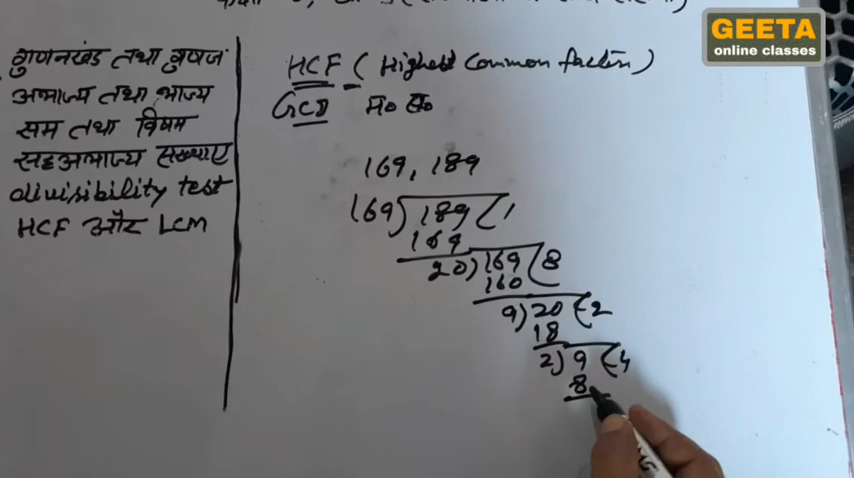 GEETA
online classes
गुणनखंड तथा गुणज
अभाज्य तथा भाज्य
सम तथा विषम
सहअभाज्य संख्याए
divisibility test
HCF और LCM
HCF ( Highest Common factors )
GCD म० स०
169, 189
169) 189 ( 1
169
20) 169 ( 8
160
9) 20 ( 2
18
2) 9 ( 4
8